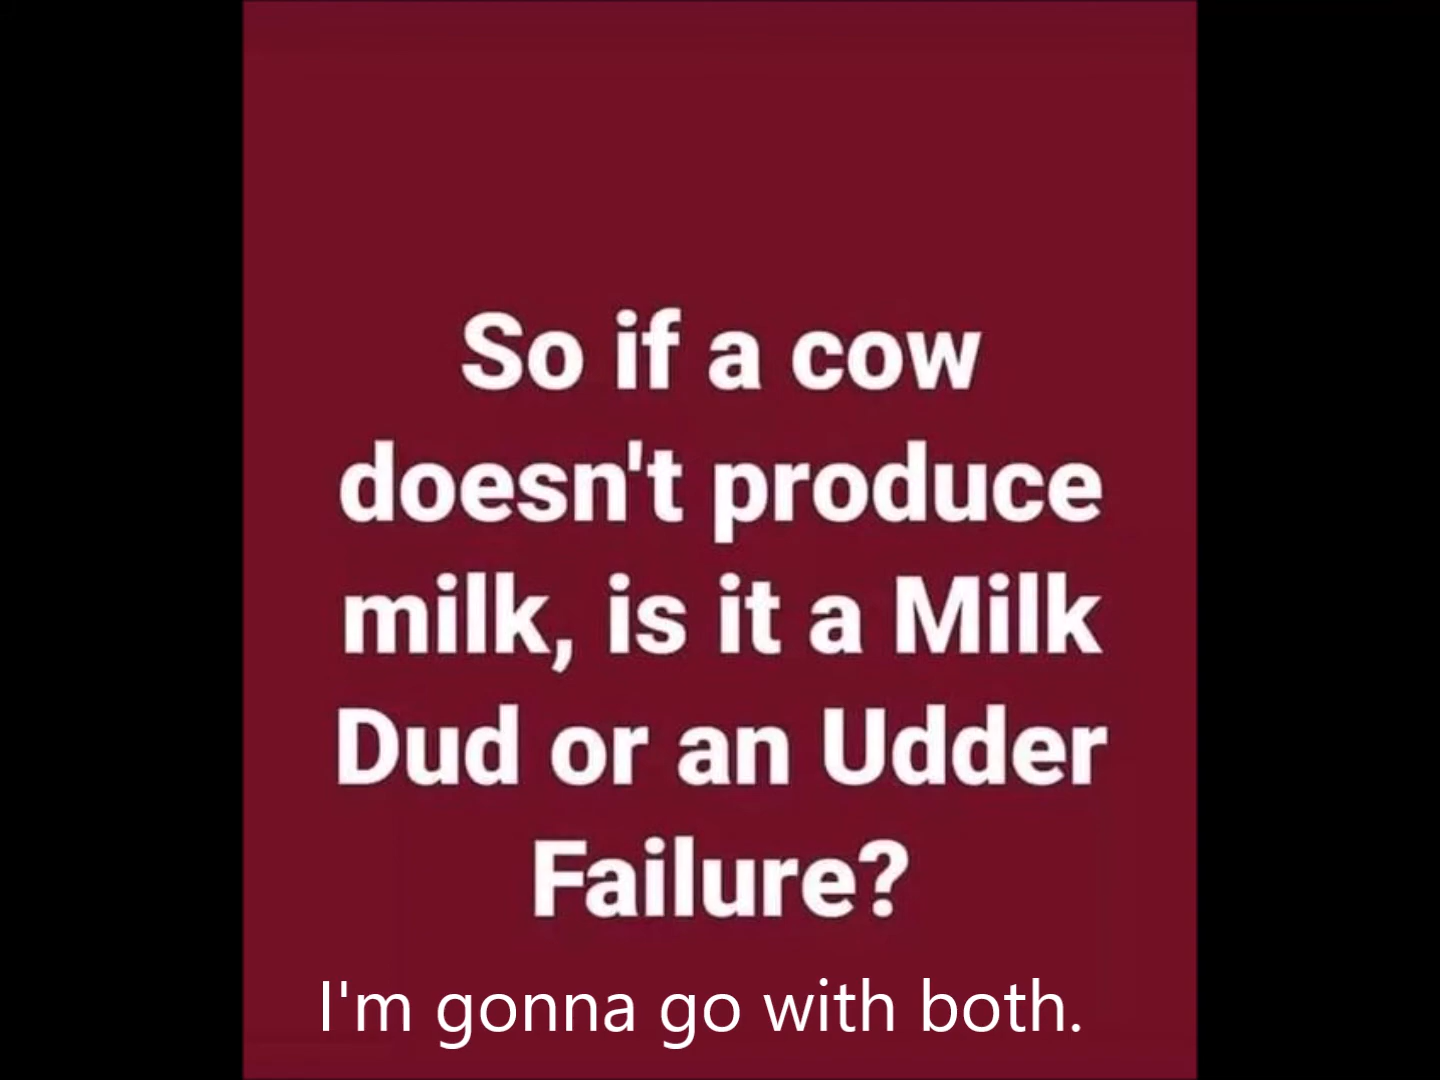 So if a cow
doesn't produce
milk, is it a Milk
Dud or an Udder
Failure?
I'm gonna go with both.